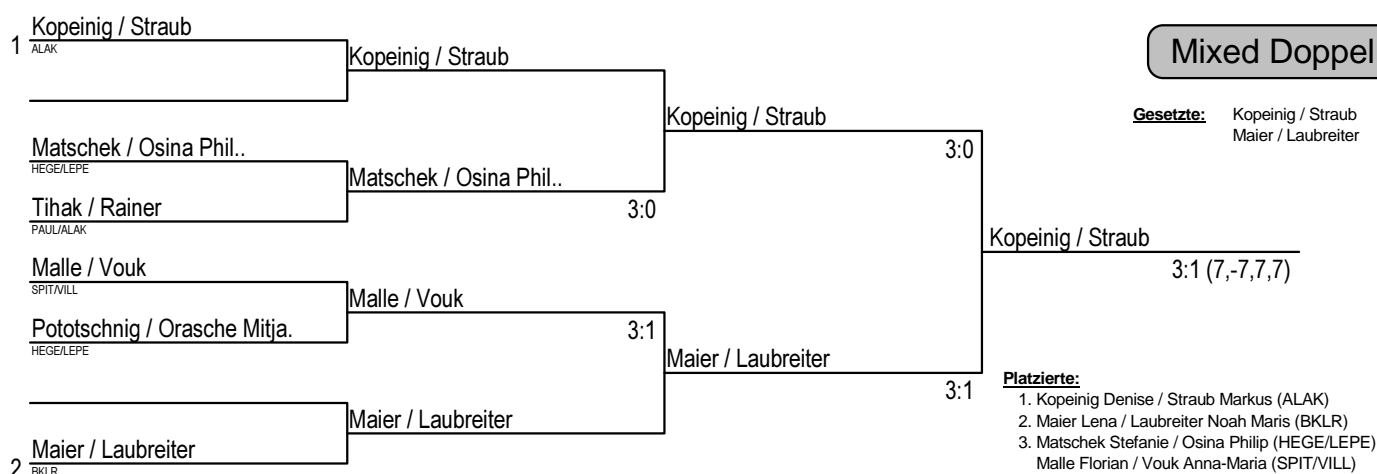 Mixed Doppel
Gesetzte: Kopeinig / Straub
Maier / Laubreiter
1 Kopeinig / Straub
ALAK
Matschek / Osina Phil..
HEGE/LEPE
Tihak / Rainer
PAUL/ALAK
Malle / Vouk
SPIT/VILL
Pototschnig / Orasche Mitja.
HEGE/LEPE
2 Maier / Laubreiter
BKLR
Kopeinig / Straub
Matschek / Osina Phil..
3:0
Malle / Vouk
3:1
Maier / Laubreiter
Kopeinig / Straub
3:0
Maier / Laubreiter
3:1
Kopeinig / Straub
3:1 (7,-7,7,7)
Platzierte:
1. Kopeinig Denise / Straub Markus (ALAK)
2. Maier Lena / Laubreiter Noah Maris (BKLR)
3. Matschek Stefanie / Osina Philip (HEGE/LEPE)
Malle Florian / Vouk Anna-Maria (SPIT/VILL)